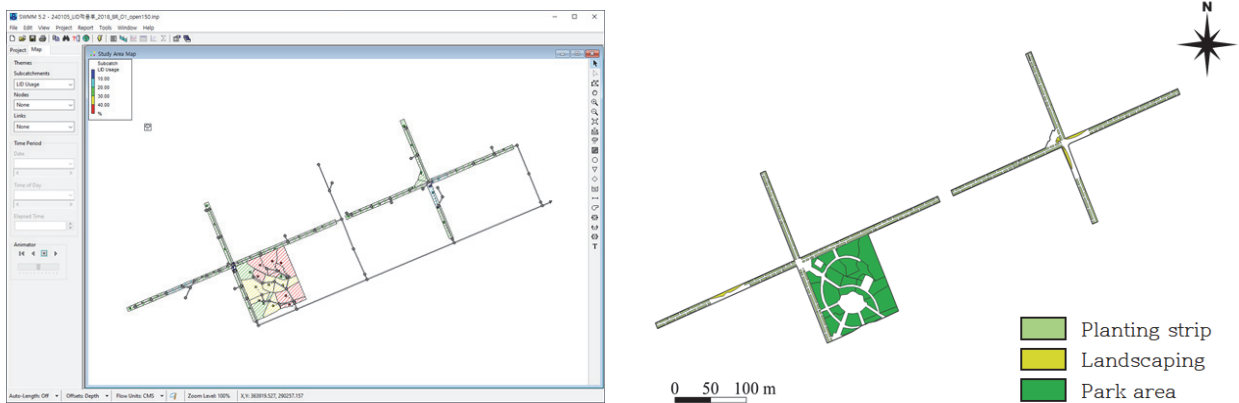 SWMM 5.2 - 240109_LID적용후_2018_BR_O1_open150.inp
File Edit View Project Report Tools Window Help
Project Map
Themes
Subcatchments
LID Usage
Nodes
None
Links
None
Time Period
Date
Time of Day
Elapsed Time
Animator
Study Area Map
Subcatch
LID Usage
10.00
20.00
30.00
40.00
%
T
Auto-Length: Off Offsets: Depth Flow Units: CMS Zoom Level: 100% X,Y: 360919.527, 290257.157
N
Planting strip
Landscaping
Park area
0 50 100 m